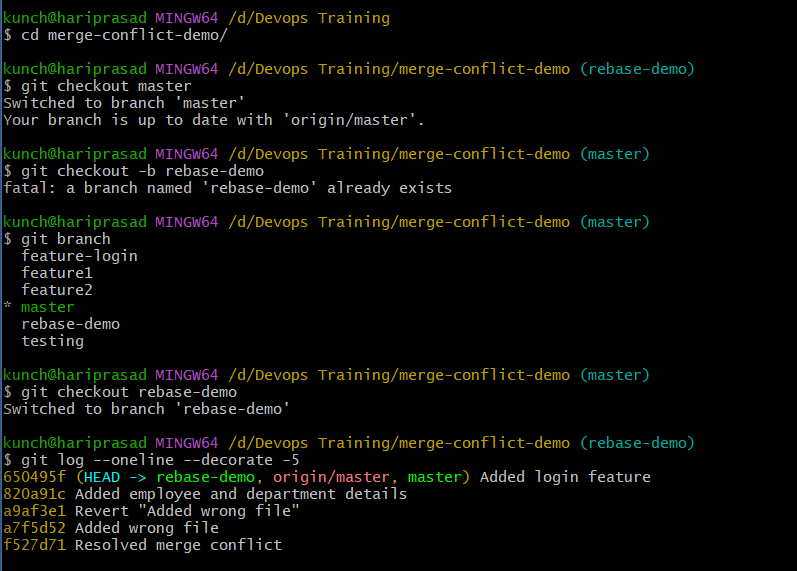 kunch@hariprasad MINGW64 /d/Devops Training
$ cd merge-conflict-demo/
kunch@hariprasad MINGW64 /d/Devops Training/merge-conflict-demo (rebase-demo)
$ git checkout master
Switched to branch 'master'
Your branch is up to date with 'origin/master'.
kunch@hariprasad MINGW64 /d/Devops Training/merge-conflict-demo (master)
$ git checkout -b rebase-demo
fatal: a branch named 'rebase-demo' already exists
kunch@hariprasad MINGW64 /d/Devops Training/merge-conflict-demo (master)
$ git branch
  feature-login
  feature1
  feature2
* master
  rebase-demo
  testing
kunch@hariprasad MINGW64 /d/Devops Training/merge-conflict-demo (master)
$ git checkout rebase-demo
Switched to branch 'rebase-demo'
kunch@hariprasad MINGW64 /d/Devops Training/merge-conflict-demo (rebase-demo)
$ git log --oneline --decorate -5
650495f (HEAD -> rebase-demo, origin/master, master) Added login feature
820a91c Added employee and department details
a9af3e1 Revert "Added wrong file"
a7f5d52 Added wrong file
f527d71 Resolved merge conflict